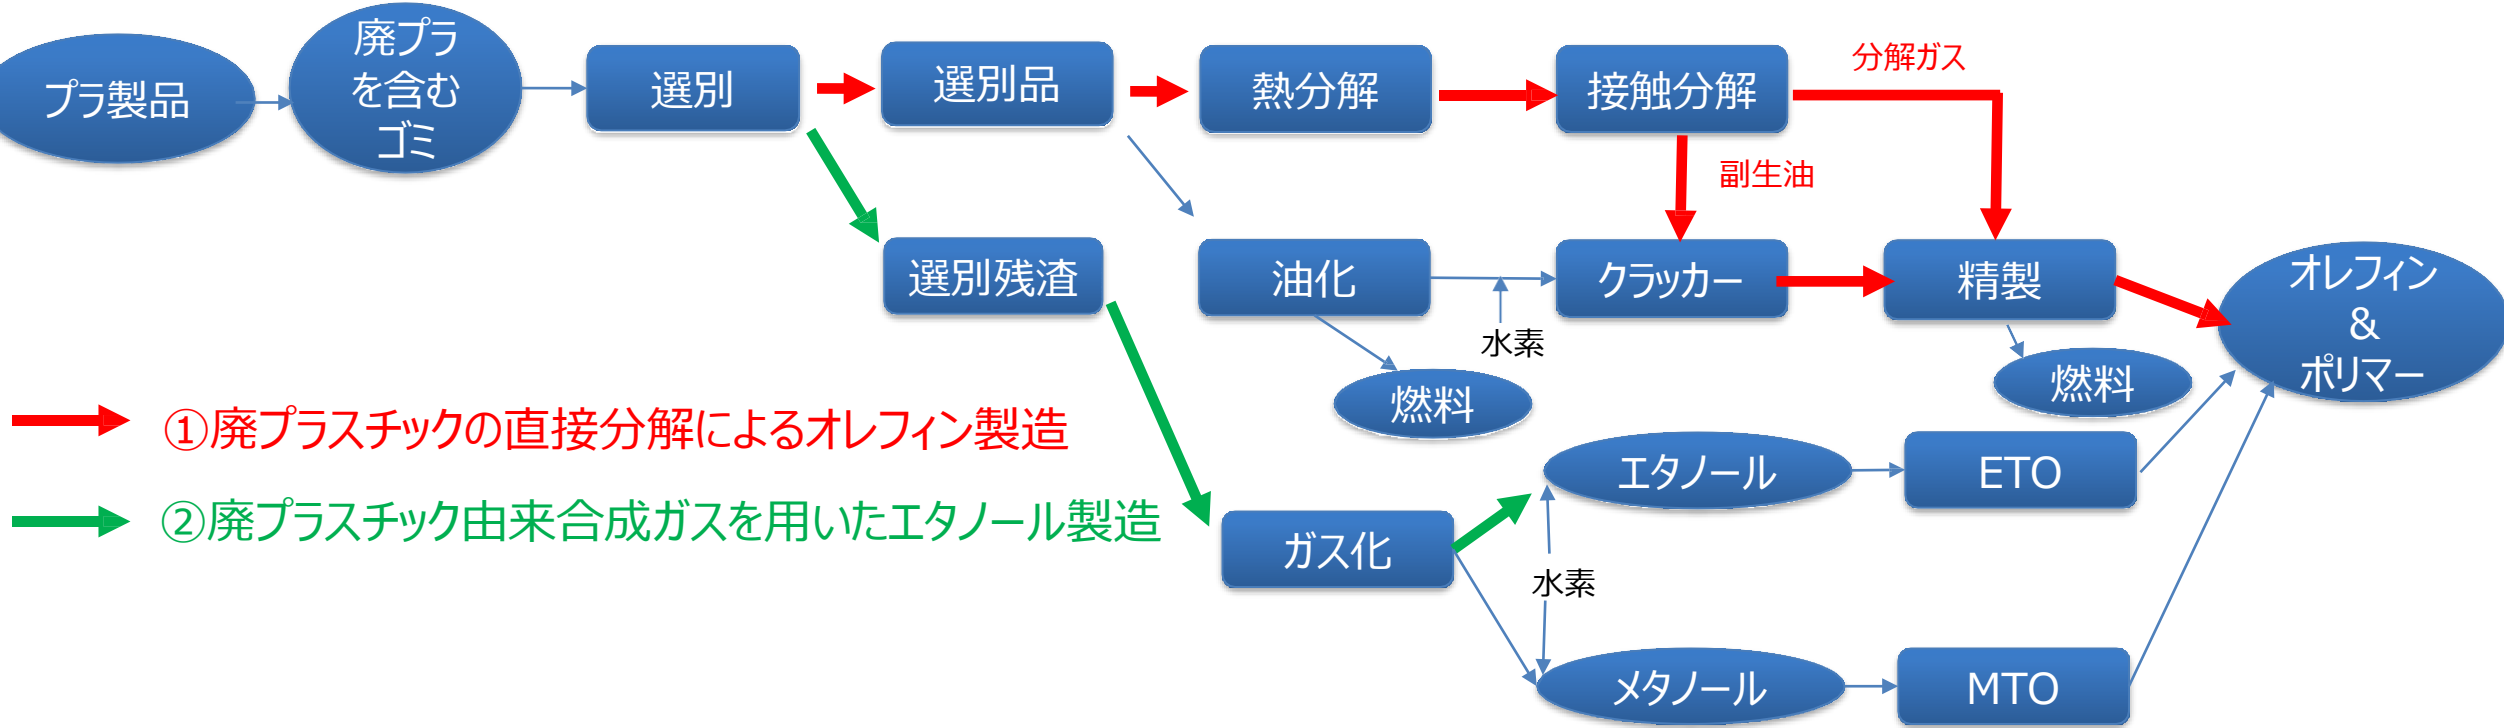 プラ製品
廃プラ
を含む
ゴミ
選別
選別品
熱分解
接触分解
分解ガス
副生油
選別残渣
油化
クラッカー
精製
オレフィン
&
ポリマー
水素
燃料
燃料
①廃プラスチックの直接分解によるオレフィン製造
②廃プラスチック由来合成ガスを用いたエタノール製造
エタノール
ETO
ガス化
水素
メタノール
MTO